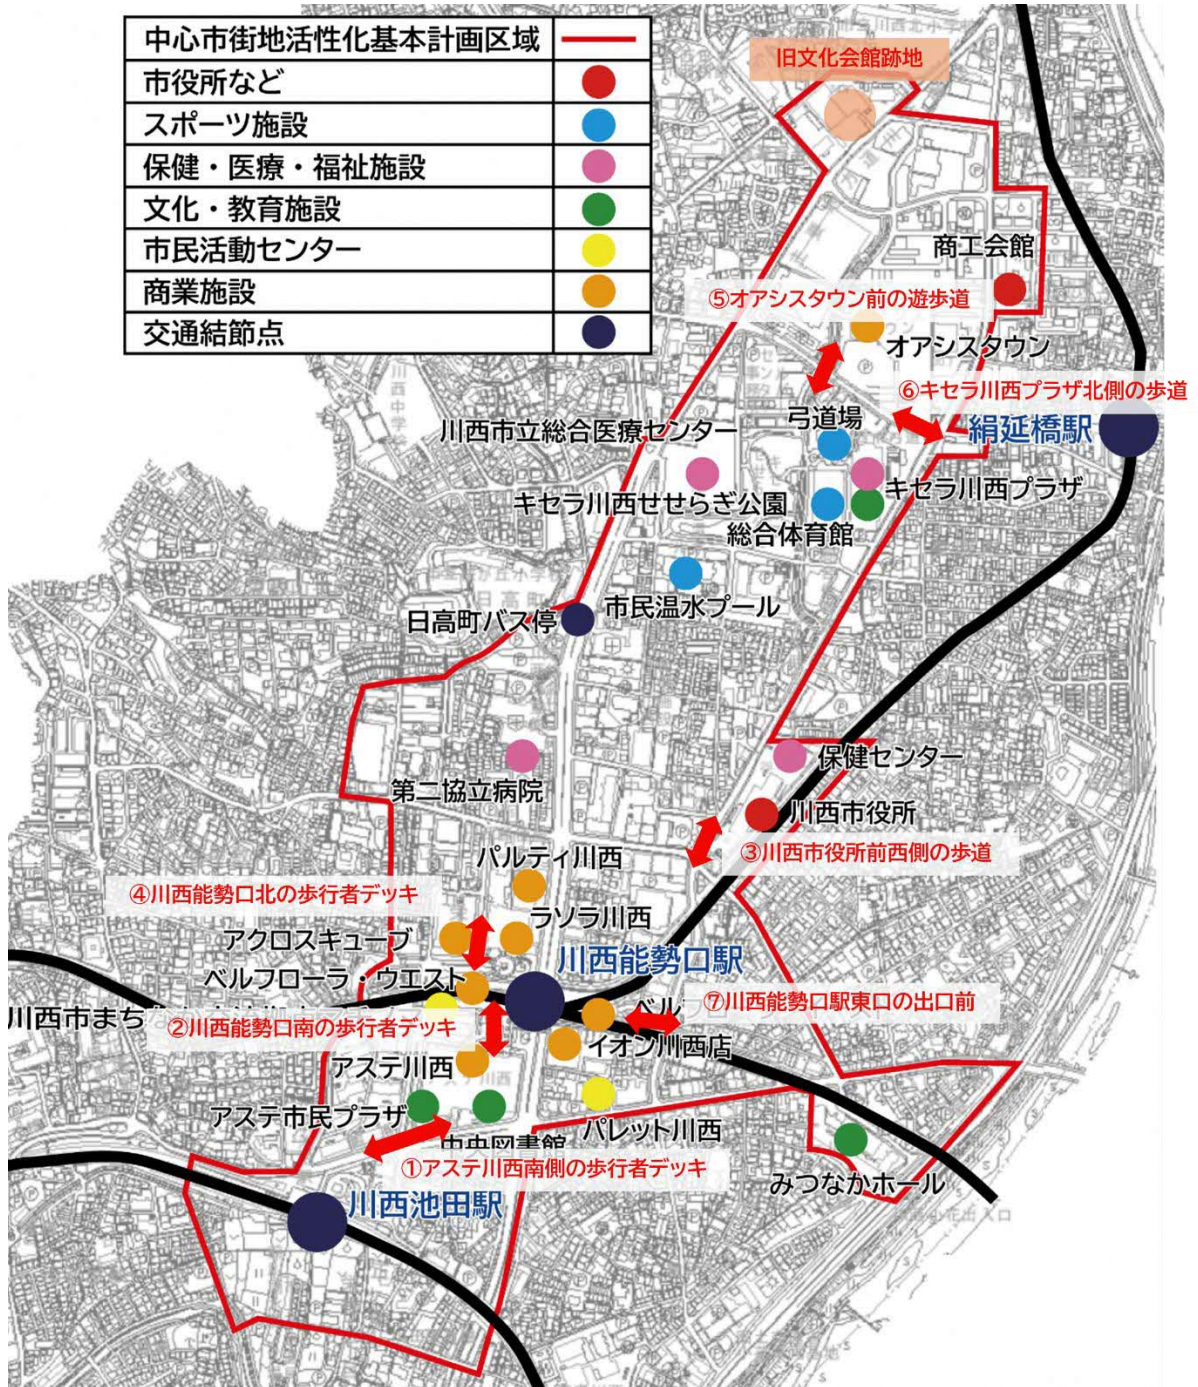 中心市街地活性化基本計画区域
市役所など
スポーツ施設
保健・医療・福祉施設
文化・教育施設
市民活動センター
商業施設
交通結節点
旧文化会館跡地
商工会館
⑤オアシスタウン前の遊歩道
オアシスタウン
⑥キセラ川西プラザ北側の歩道
弓道場
絹延橋駅
川西市立総合医療センター
キセラ川西プラザ
キセラ川西せせらぎ公園
総合体育館
市民温水プール
日高町バス停
保健センター
第二協立病院
川西市役所
③川西市役所前西側の歩道
パルティ川西
④川西能勢口北の歩行者デッキ
ラソラ川西
アクロスキューブ
川西能勢口駅
ベルフローラ・ウエスト
⑦川西能勢口駅東口の出口前
川西市まち
②川西能勢口南の歩行者デッキ
イオン川西店
アステ川西
アステ市民プラザ
中央図書館
パレット川西
①アステ川西南側の歩行者デッキ
みつなかホール
川西池田駅